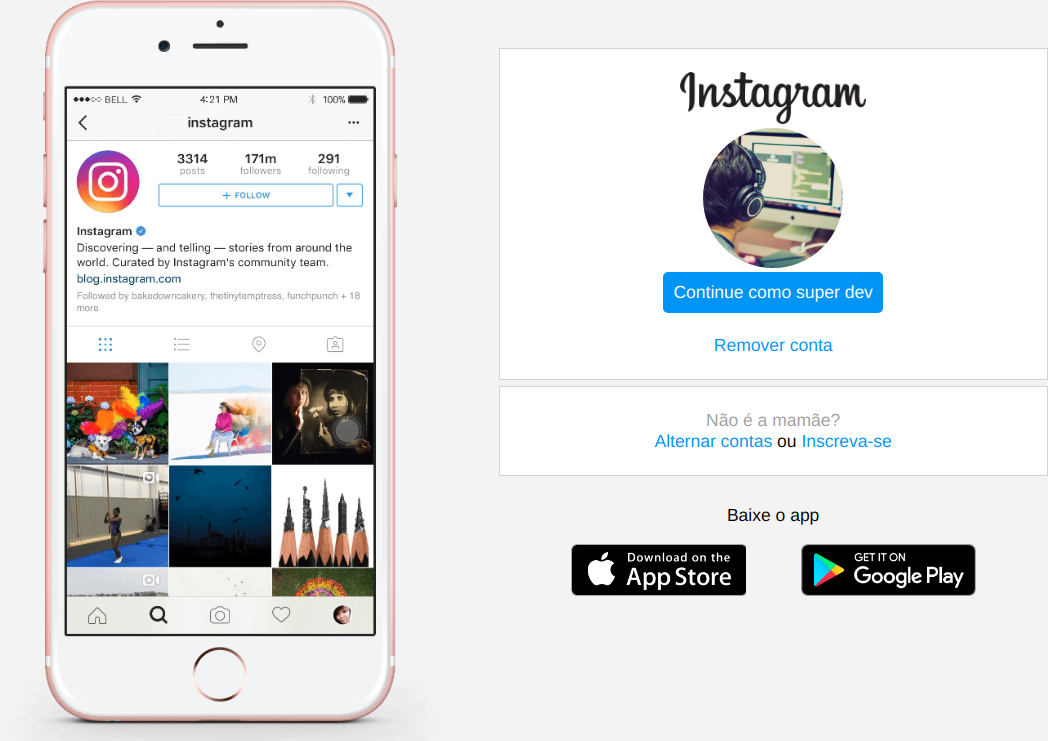 BELL
4:21 PM
100%
instagram
3314
171m
291
posts
followers
following
+ FOLLOW
Instagram
Discovering — and telling — stories from around the
world. Curated by Instagram's community team.
blog.instagram.com
Followed by bakedowncakery, thetinytemptress, funchpunch + 18
more
Instagram
Continue como super dev
Remover conta
Não é a mamãe?
Alternar contas ou Inscreva-se
Baixe o app
Download on the
App Store
GET IT ON
Google Play